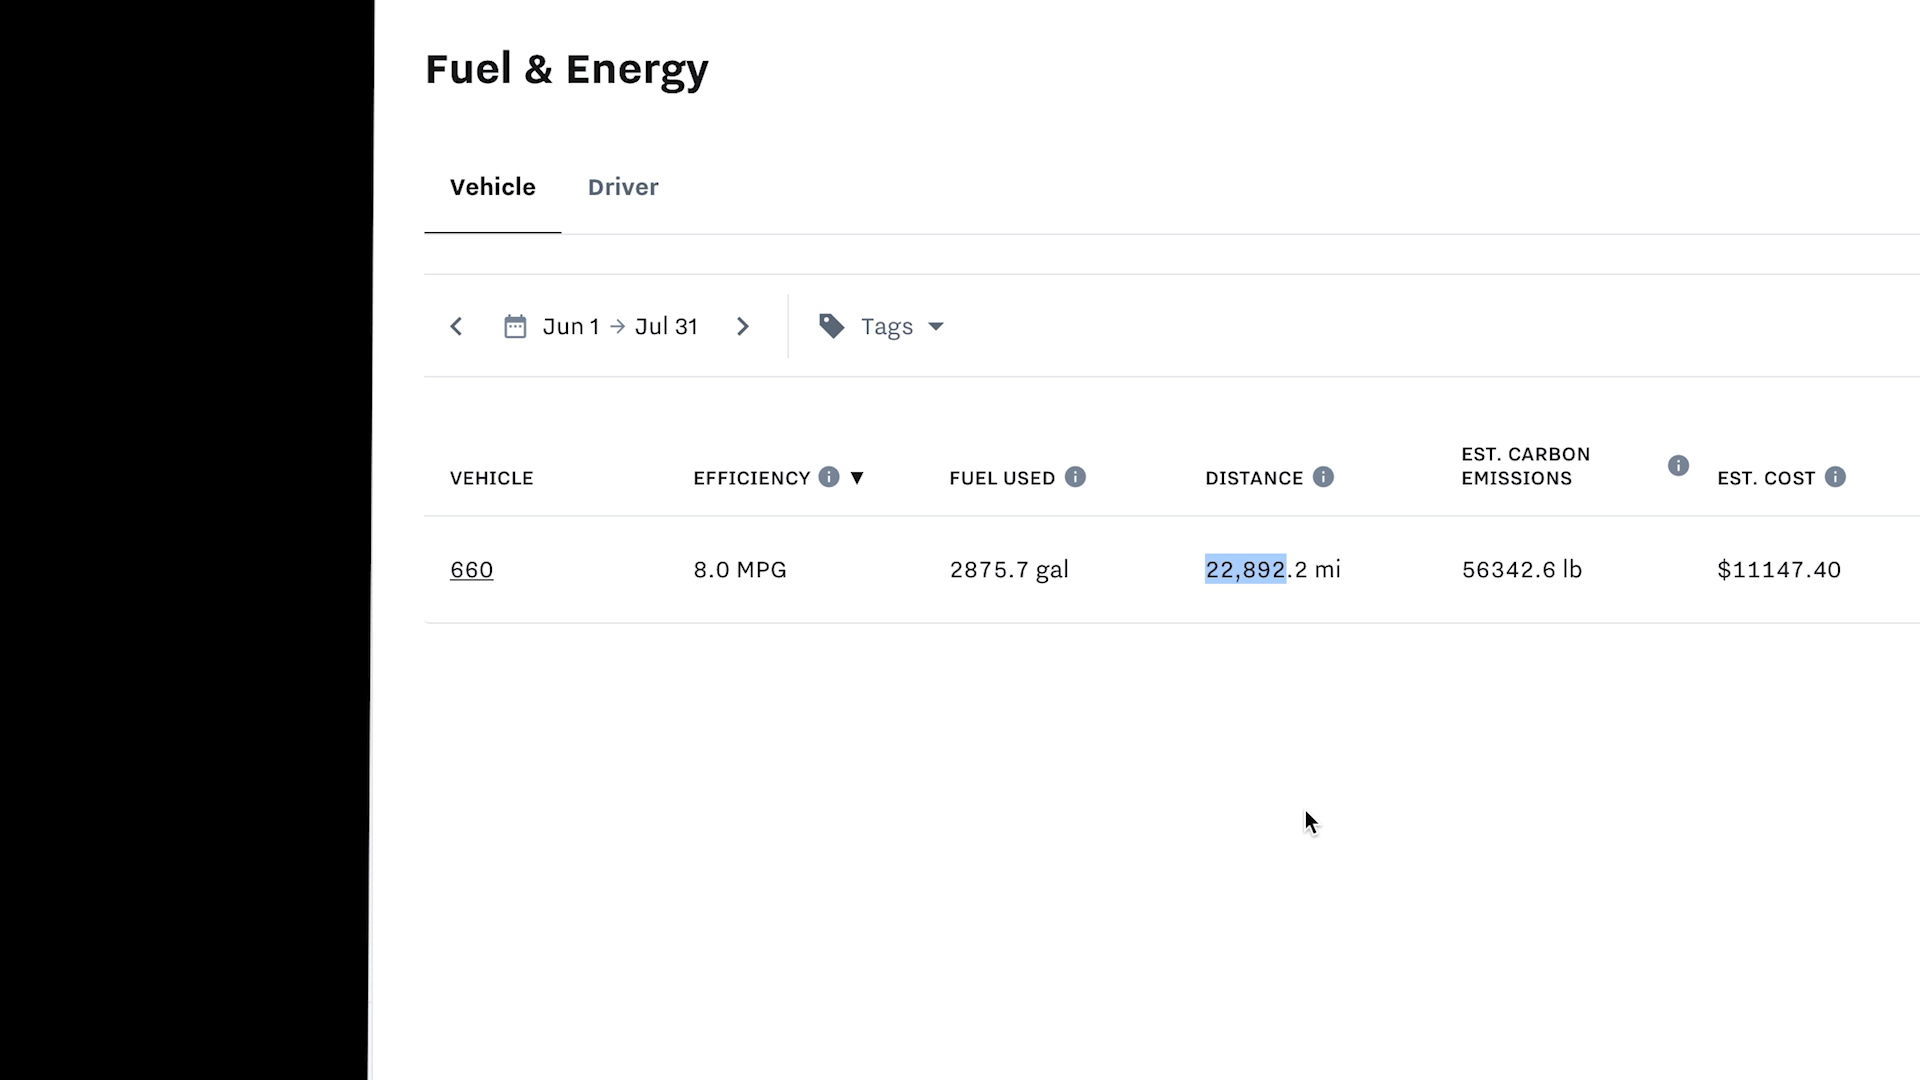 Fuel & Energy
Vehicle Driver
Jun 1 → Jul 31 Tags
VEHICLE EFFICIENCY ▼ FUEL USED DISTANCE EST. CARBON EMISSIONS EST. COST
660 8.0 MPG 2875.7 gal 22,892.2 mi 56342.6 lb $11147.40